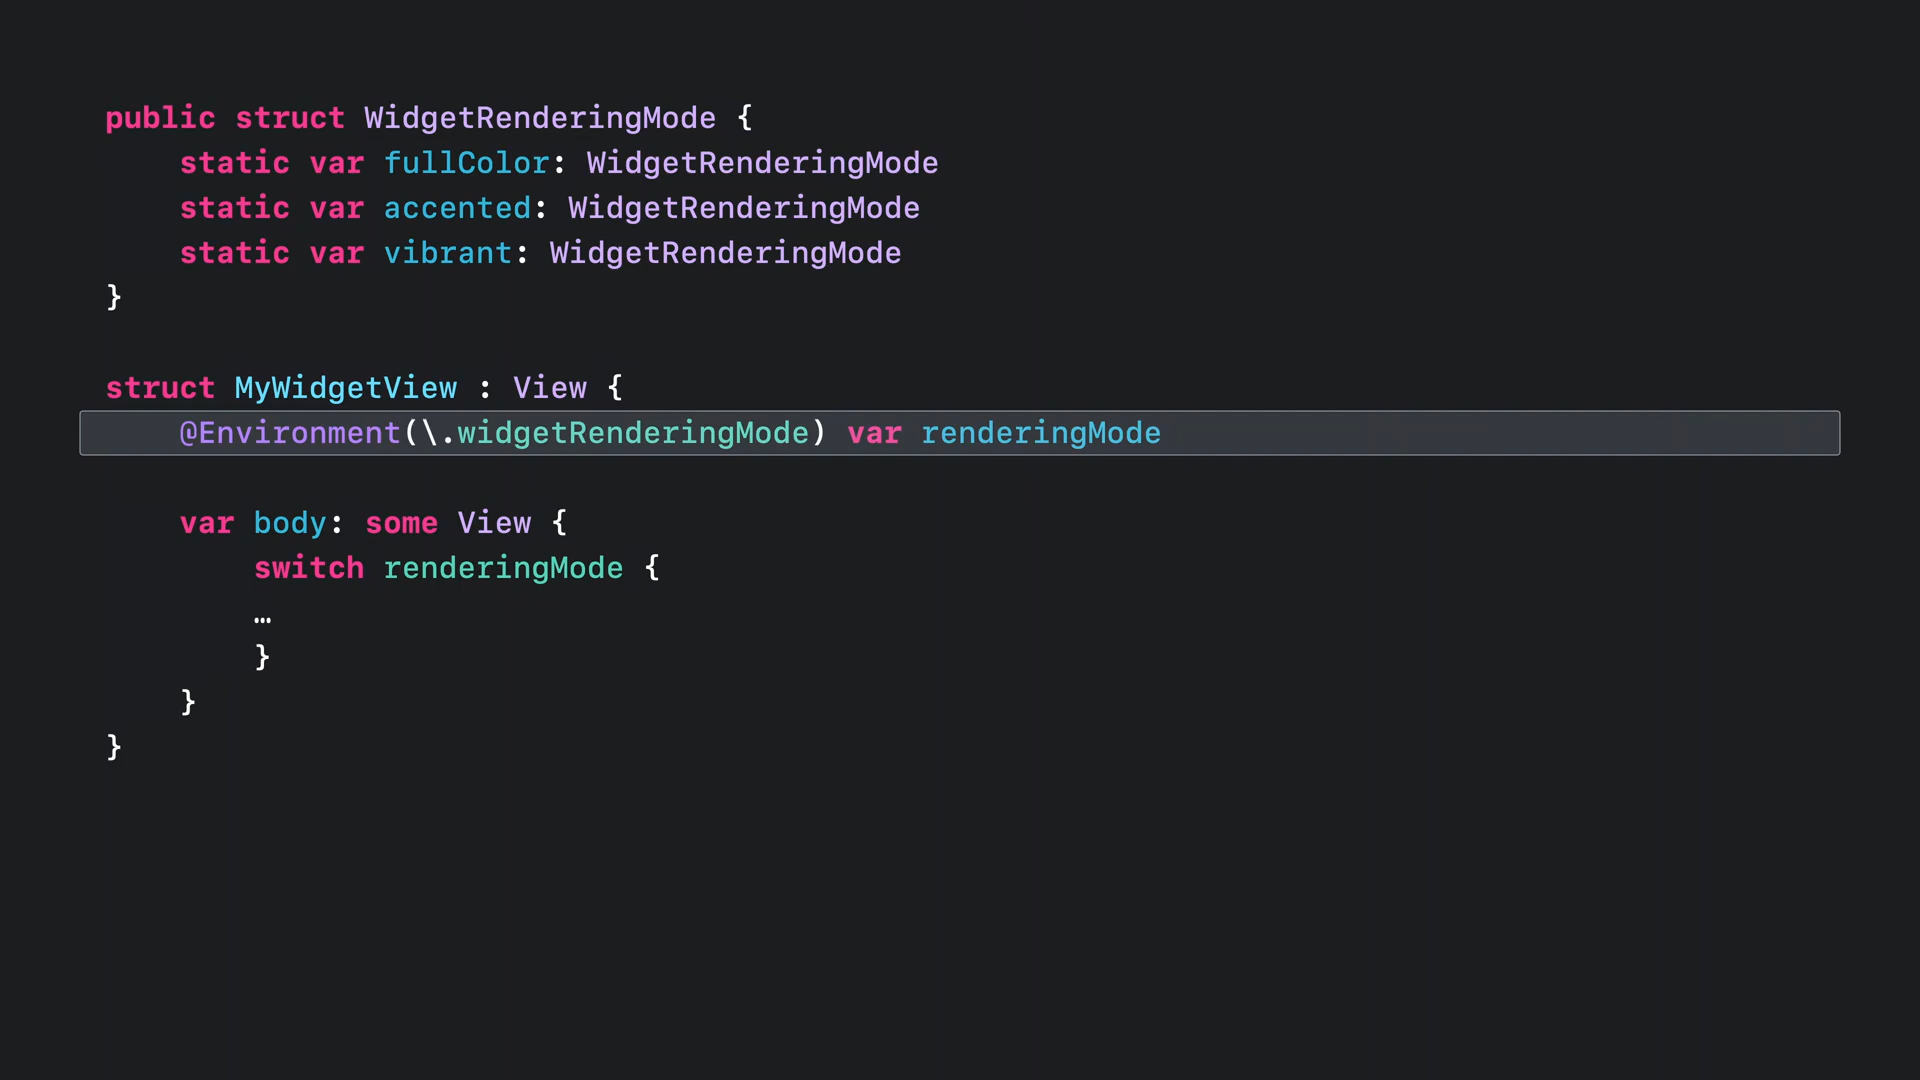 public struct WidgetRenderingMode {
    static var fullColor: WidgetRenderingMode
    static var accented: WidgetRenderingMode
    static var vibrant: WidgetRenderingMode
}
struct MyWidgetView : View {
    @Environment(\.widgetRenderingMode) var renderingMode
    var body: some View {
        switch renderingMode {
        …
        }
    }
}